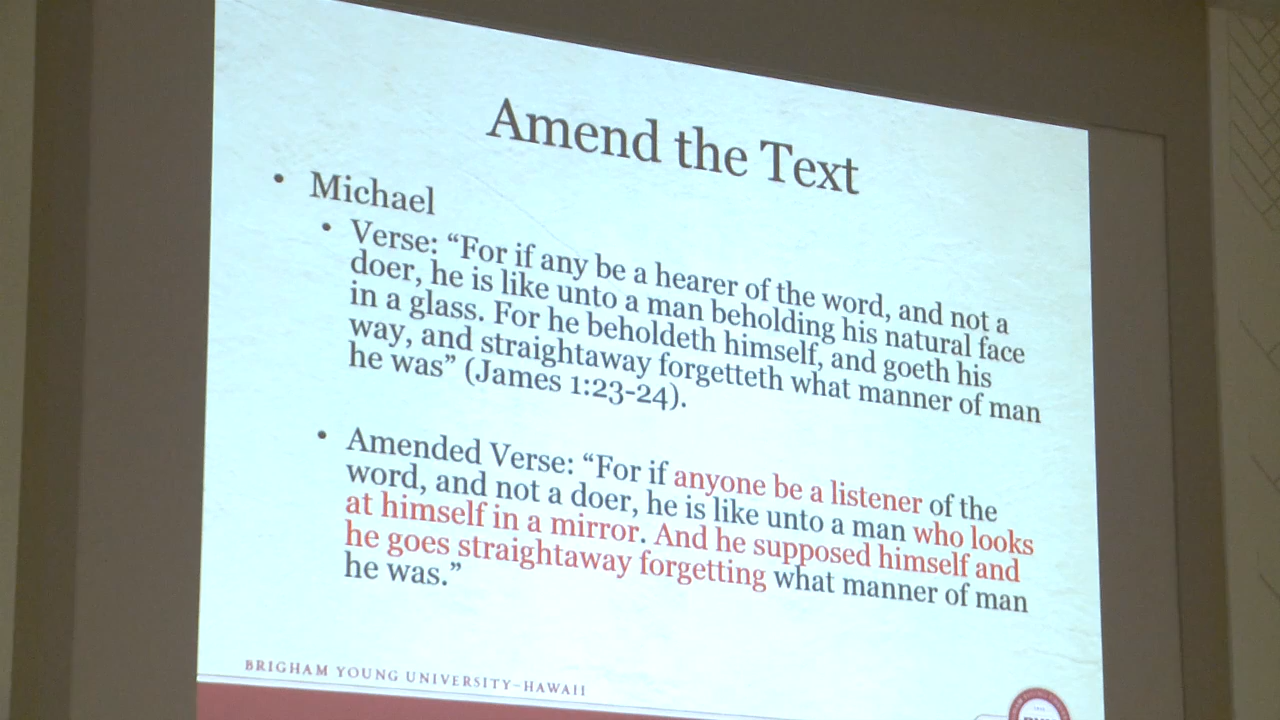 Amend the Text
• Michael
• Verse: “For if any be a hearer of the word, and not a
doer, he is like unto a man beholding his natural face
in a glass. For he beholdeth himself, and goeth his
way, and straightaway forgetteth what manner of man
he was” (James 1:23-24).
• Amended Verse: “For if anyone be a listener of the
word, and not a doer, he is like unto a man who looks
at himself in a mirror. And he supposed himself and
he goes straightaway forgetting what manner of man
he was.”
BRIGHAM YOUNG UNIVERSITY–HAWAII